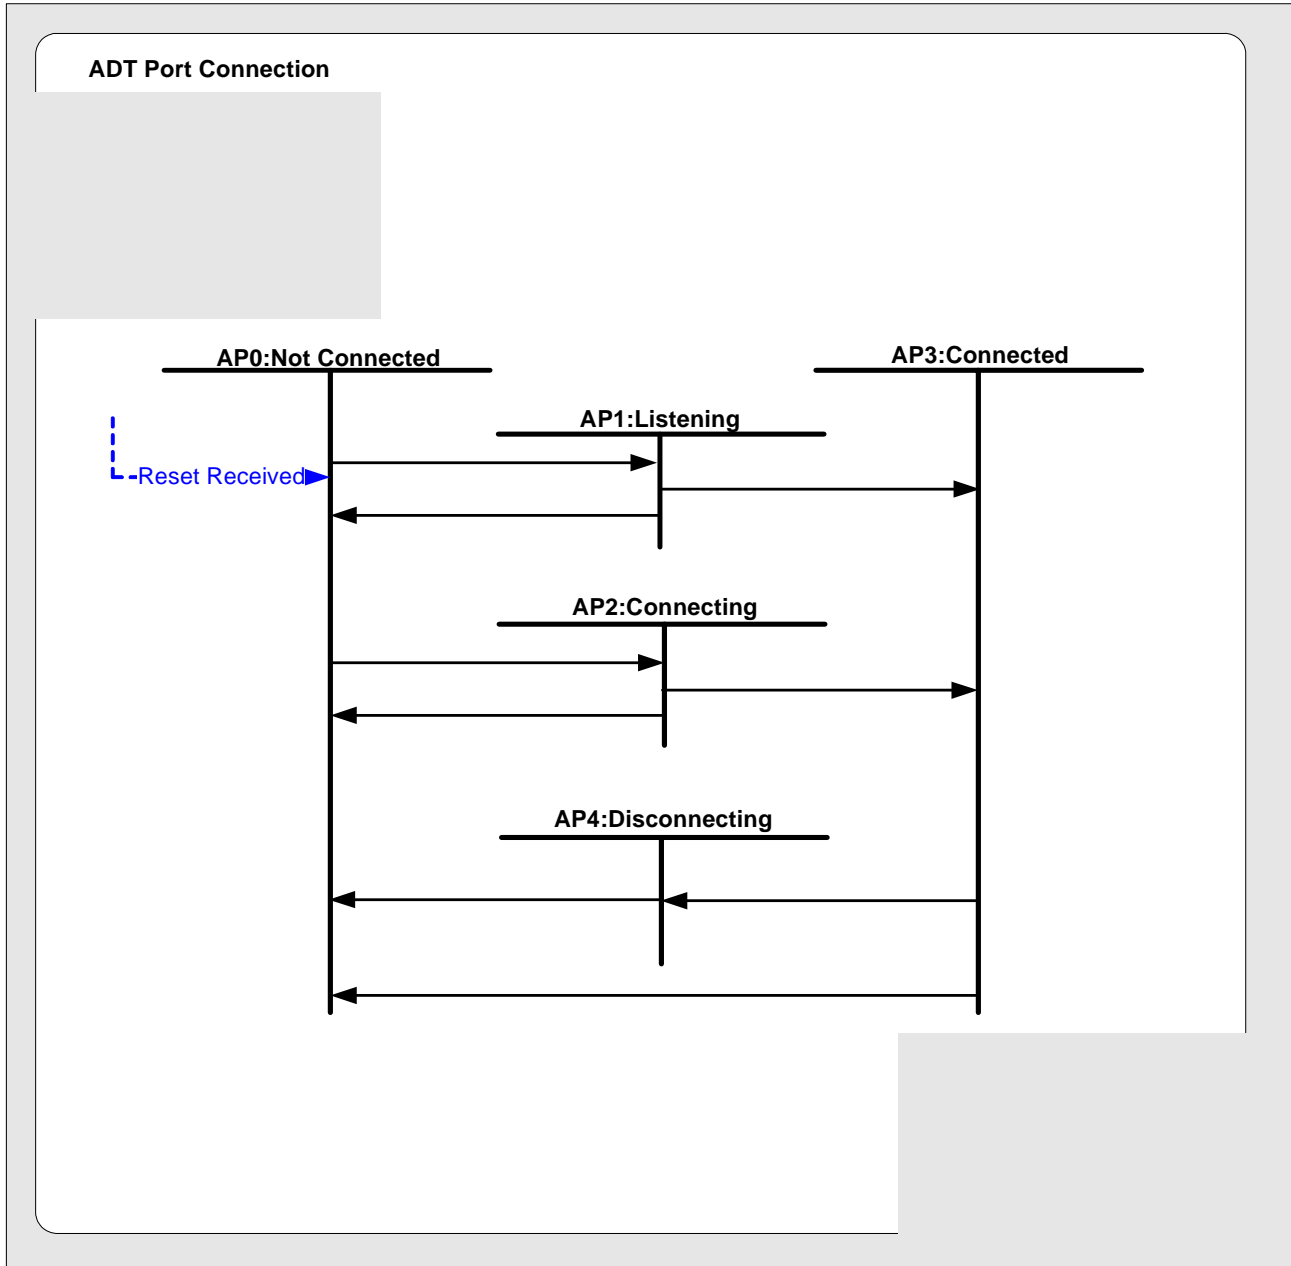 ADT Port Connection
AP0:Not Connected
AP3:Connected
AP1:Listening
Reset Received
AP2:Connecting
AP4:Disconnecting